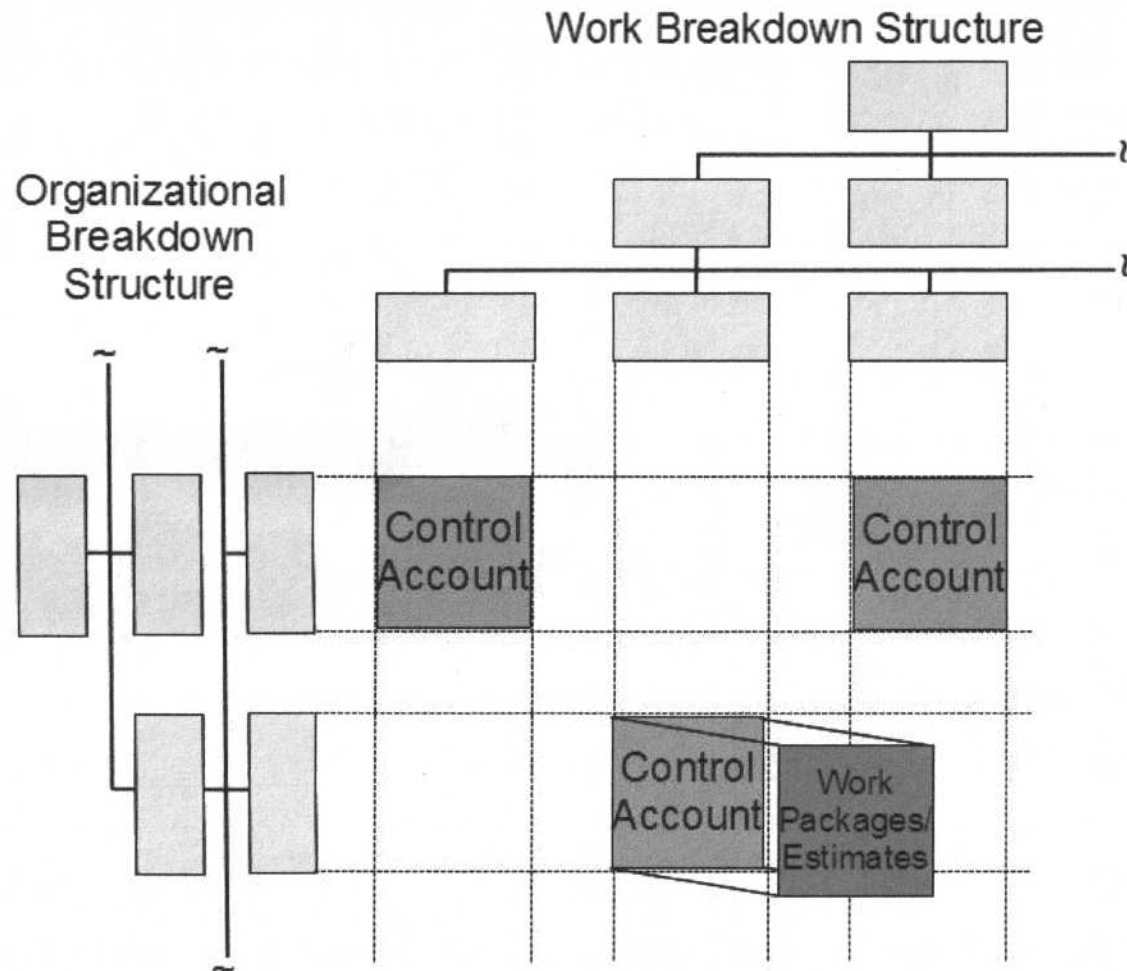 Work Breakdown Structure
Organizational
Breakdown
Structure
Control
Account
Control
Account
Control
Account
Work
Packages/
Estimates